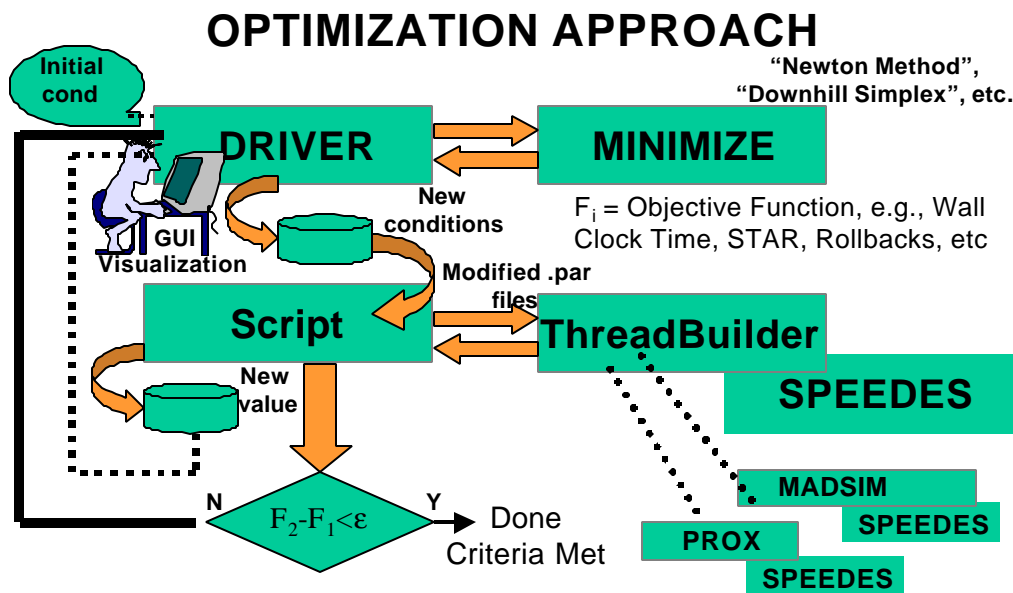 OPTIMIZATION APPROACH
Initial
cond
“Newton Method”,
“Downhill Simplex”, etc.
DRIVER
MINIMIZE
New
conditions
Fi = Objective Function, e.g., Wall
Clock Time, STAR, Rollbacks, etc
GUI
Visualization
Modified .par
files
Script
ThreadBuilder
SPEEDES
New
value
N
Y
F2-F1<ε
Done
Criteria Met
MADSIM
SPEEDES
PROX
SPEEDES